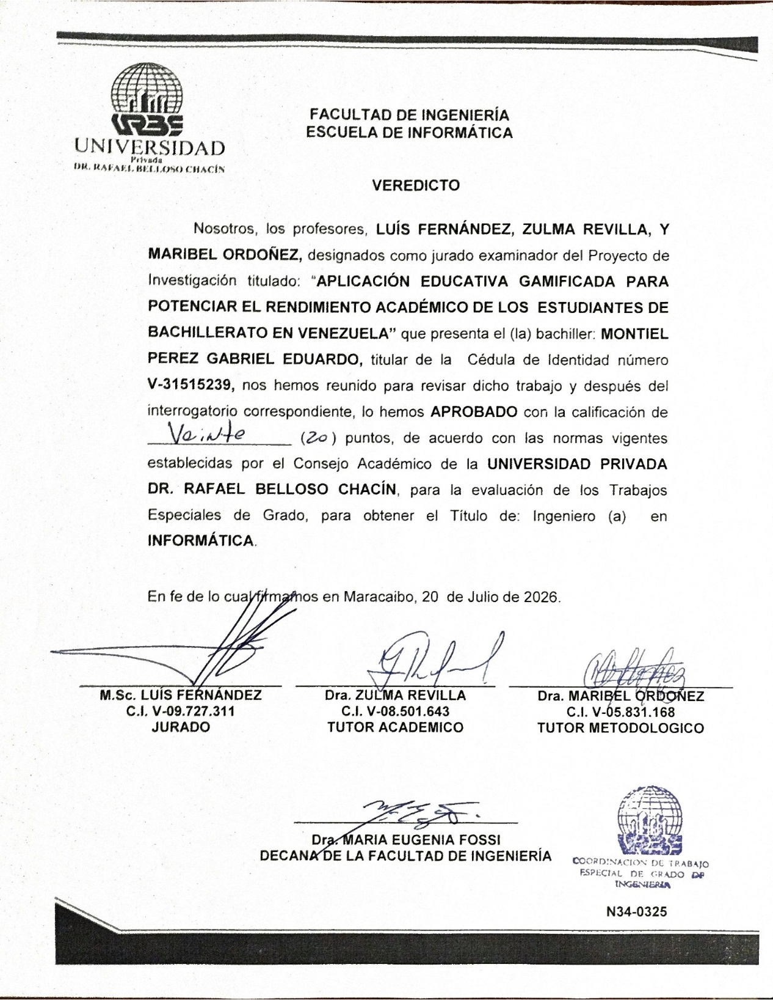 URBE
UNIVERSIDAD
Privada
DR. RAFAEL BELLOSO CHACÍN
FACULTAD DE INGENIERÍA
ESCUELA DE INFORMÁTICA
VEREDICTO
Nosotros, los profesores, LUÍS FERNÁNDEZ, ZULMA REVILLA, Y
MARIBEL ORDOÑEZ, designados como jurado examinador del Proyecto de
Investigación titulado: “APLICACIÓN EDUCATIVA GAMIFICADA PARA
POTENCIAR EL RENDIMIENTO ACADÉMICO DE LOS ESTUDIANTES DE
BACHILLERATO EN VENEZUELA” que presenta el (la) bachiller: MONTIEL
PEREZ GABRIEL EDUARDO, titular de la Cédula de Identidad número
V-31515239, nos hemos reunido para revisar dicho trabajo y después del
interrogatorio correspondiente, lo hemos APROBADO con la calificación de
Veinte (20) puntos, de acuerdo con las normas vigentes
establecidas por el Consejo Académico de la UNIVERSIDAD PRIVADA
DR. RAFAEL BELLOSO CHACÍN, para la evaluación de los Trabajos
Especiales de Grado, para obtener el Título de: Ingeniero (a) en
INFORMÁTICA.
En fe de lo cual firmamos en Maracaibo, 20 de Julio de 2026.
M.Sc. LUÍS FERNÁNDEZ
C.I. V-09.727.311
JURADO
Dra. ZULMA REVILLA
C.I. V-08.501.643
TUTOR ACADEMICO
Dra. MARIBEL ORDOÑEZ
C.I. V-05.831.168
TUTOR METODOLOGICO
Dra. MARIA EUGENIA FOSSI
DECANA DE LA FACULTAD DE INGENIERÍA
URBE
COORDINACION DE TRABAJO
ESPECIAL DE GRADO DE
INGENIERIA
N34-0325